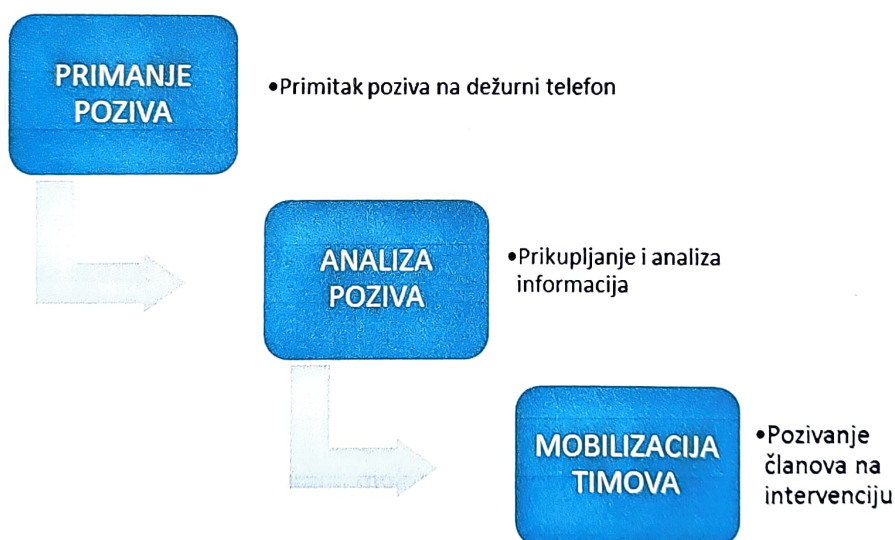 PRIMANJE
POZIVA
•Primitak poziva na dežurni telefon
ANALIZA
POZIVA
•Prikupljanje i analiza
informacija
MOBILIZACIJA
TIMOVA
•Pozivanje
članova na
intervenciju